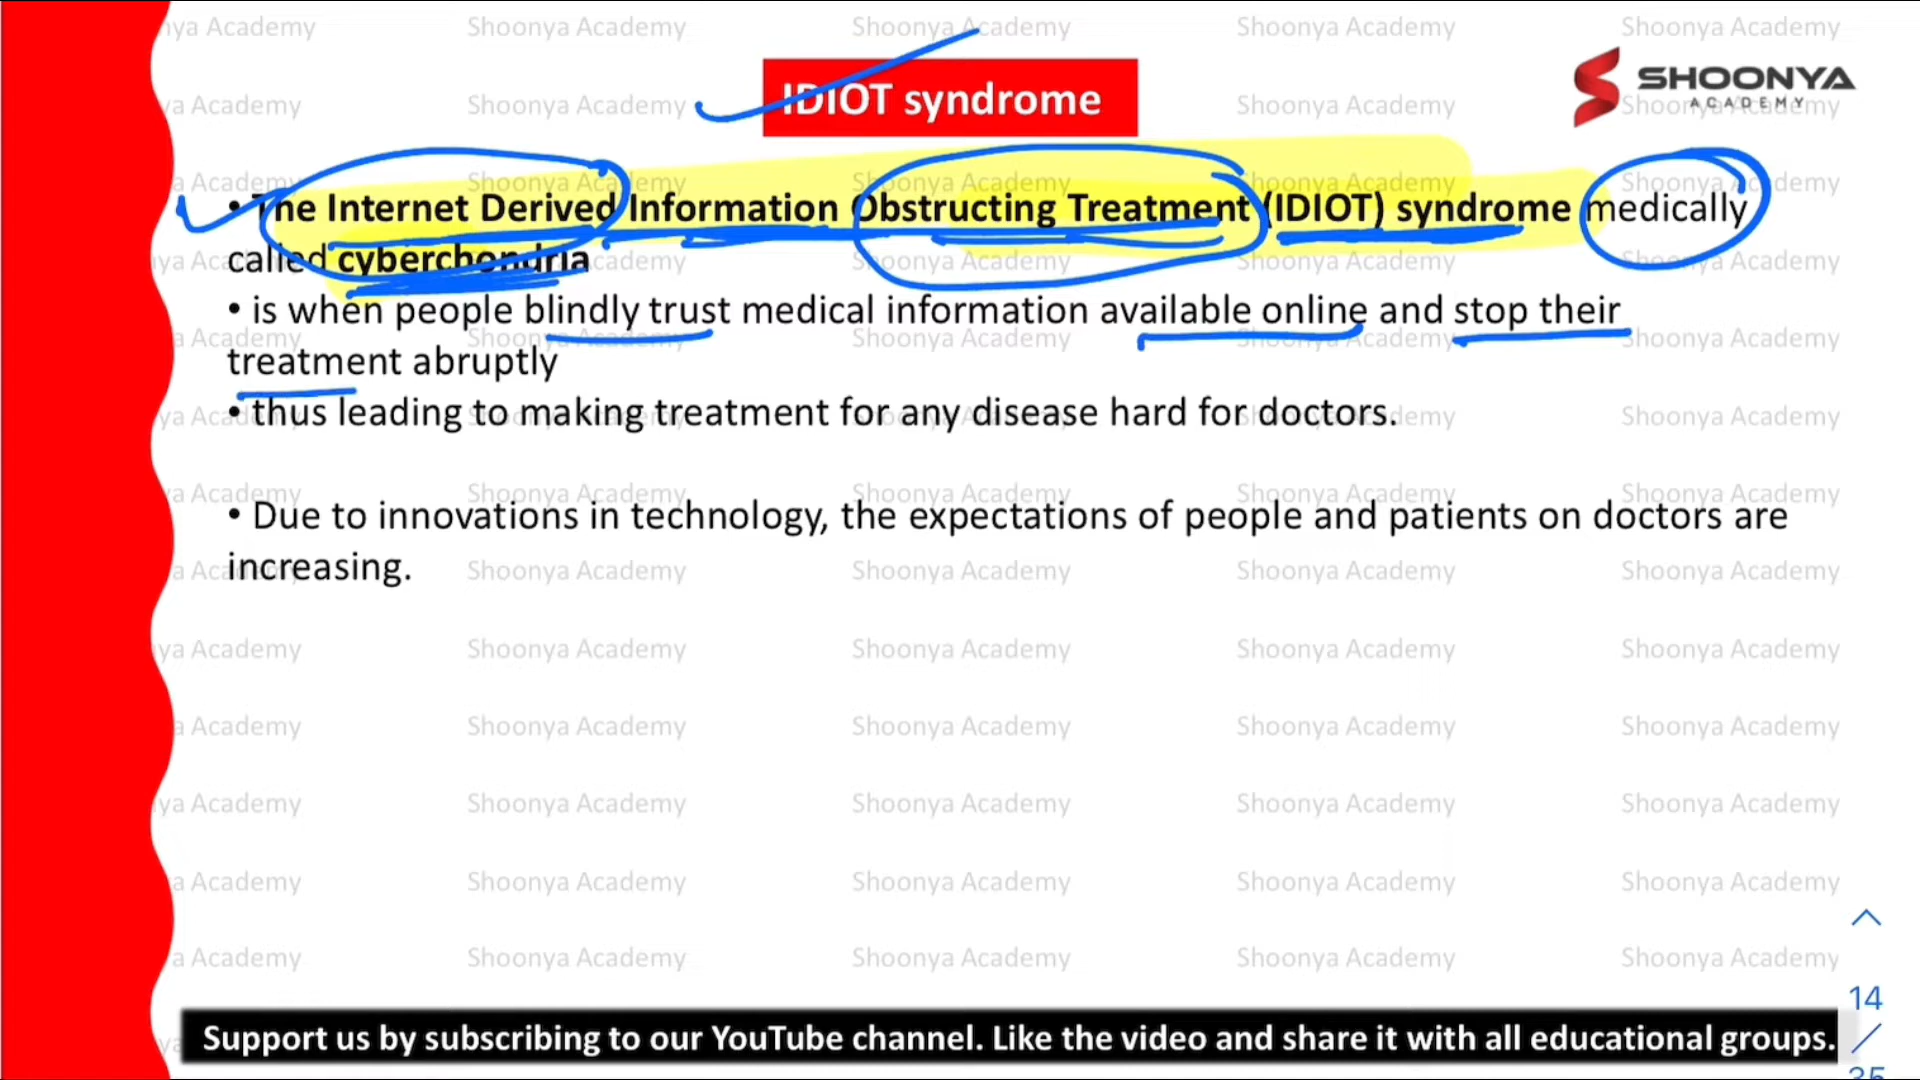 IDIOT syndrome
SHOONYA
ACADEMY
• The Internet Derived Information Obstructing Treatment (IDIOT) syndrome medically
called cyberchondria
• is when people blindly trust medical information available online and stop their
treatment abruptly
• thus leading to making treatment for any disease hard for doctors.
• Due to innovations in technology, the expectations of people and patients on doctors are
increasing.
Support us by subscribing to our YouTube channel. Like the video and share it with all educational groups.
14
/
35
Shoonya Academy